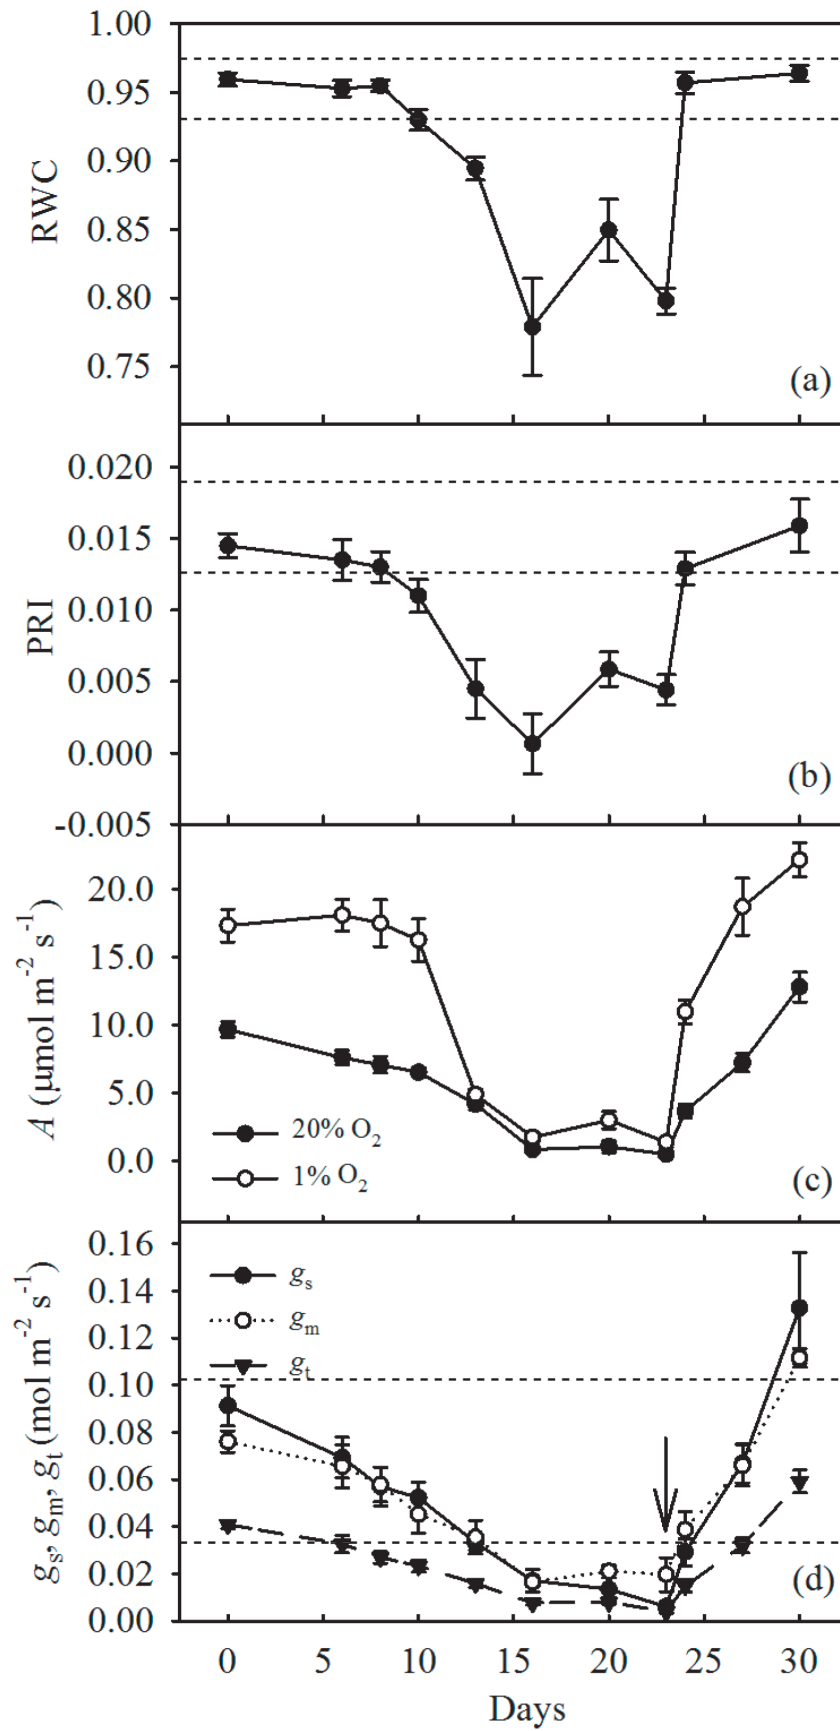 1.00
0.95
0.90
0.85
0.80
0.75
RWC
(a)
0.020
0.015
0.010
0.005
0.000
-0.005
PRI
(b)
20.0
15.0
10.0
5.0
0.0
A (μmol m⁻² s⁻¹)
20% O₂
1% O₂
(c)
0.16
0.14
0.12
0.10
0.08
0.06
0.04
0.02
0.00
gₛ, gₘ, gₜ (mol m⁻² s⁻¹)
gₛ
gₘ
gₜ
(d)
0 5 10 15 20 25 30
Days